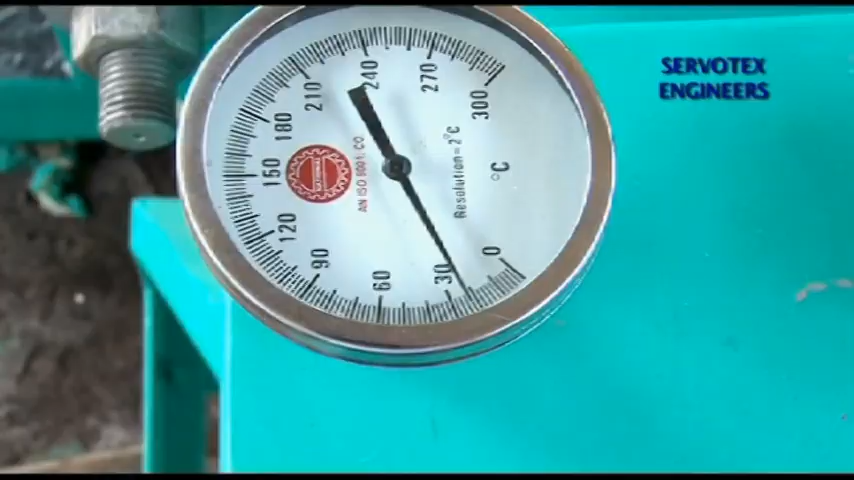 SERVOTEX
ENGINEERS
0
30
60
90
120
150
180
210
240
270
300
°C
Resolution=2°C
AN ISO 9001 CO.